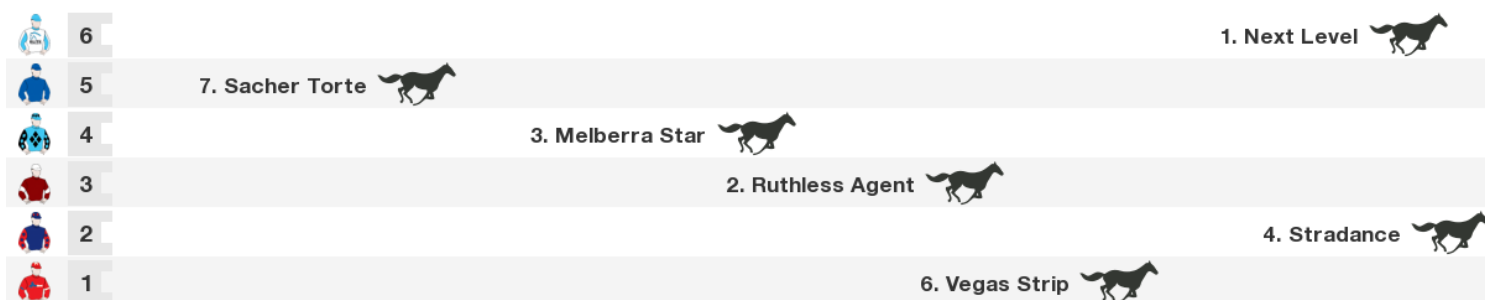 6 1. Next Level
5 7. Sacher Torte
4 3. Melberra Star
3 2. Ruthless Agent
2 4. Stradance
1 6. Vegas Strip